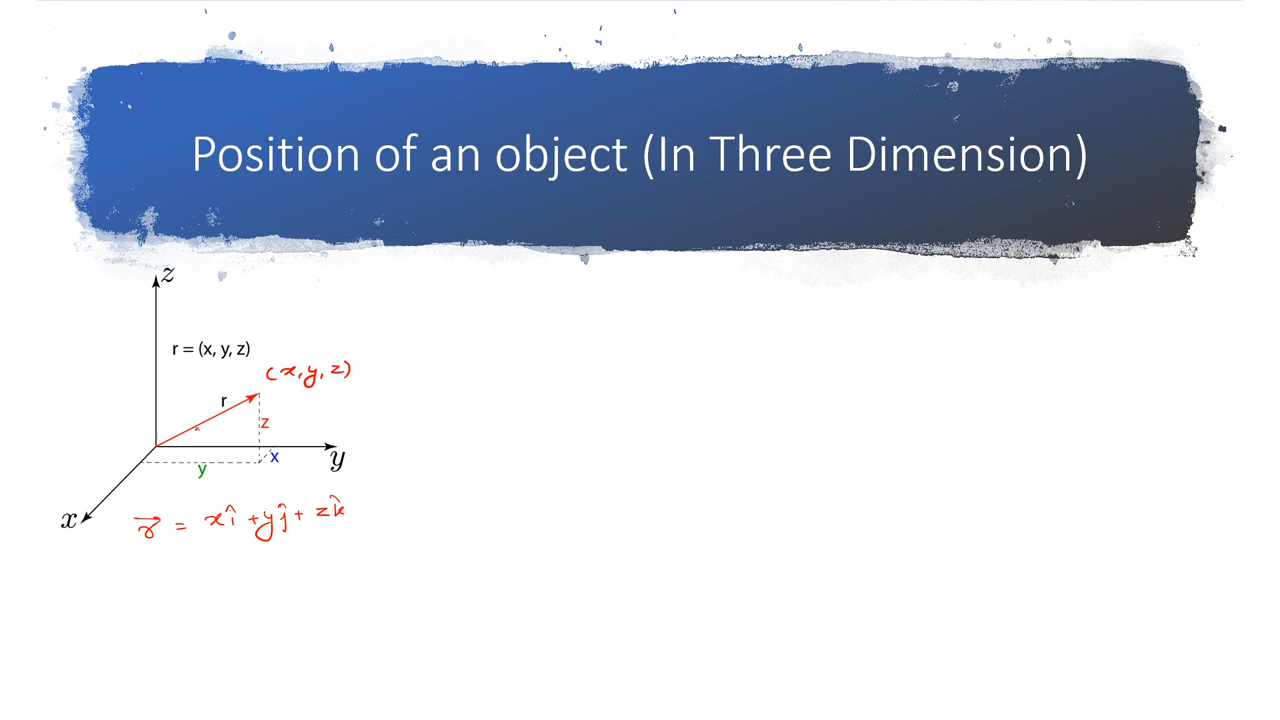 Position of an object (In Three Dimension)
z
r = (x, y, z)
(x, y, z)
r
z
y
x
y
x
r⃗ = xî + yĵ + zk̂